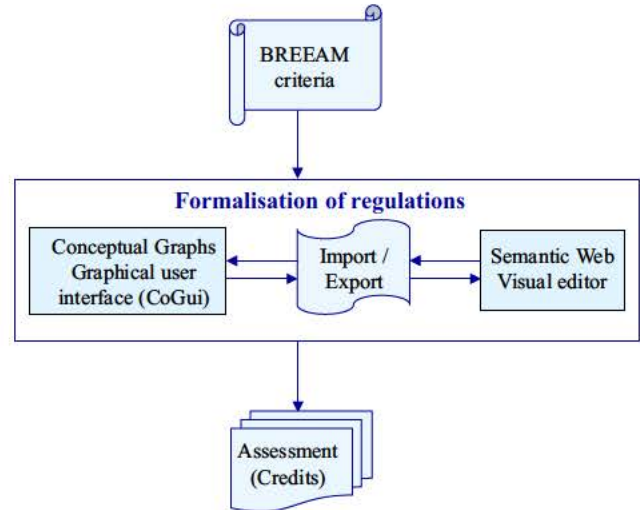 BREEAM
criteria
Formalisation of regulations
Conceptual Graphs
Graphical user
interface (CoGui)
Import /
Export
Semantic Web
Visual editor
Assessment
(Credits)